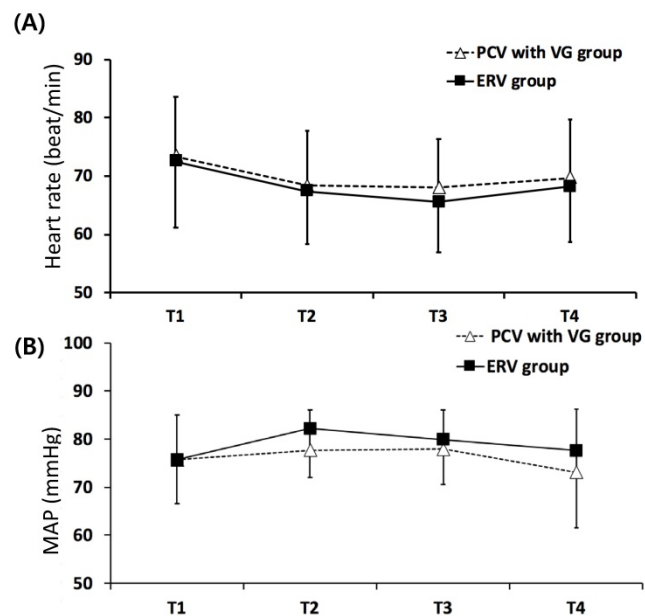 (A)
PCV with VG group
ERV group
Heart rate (beat/min)
90
80
70
60
50
T1 T2 T3 T4
(B)
PCV with VG group
ERV group
MAP (mmHg)
100
90
80
70
60
50
T1 T2 T3 T4